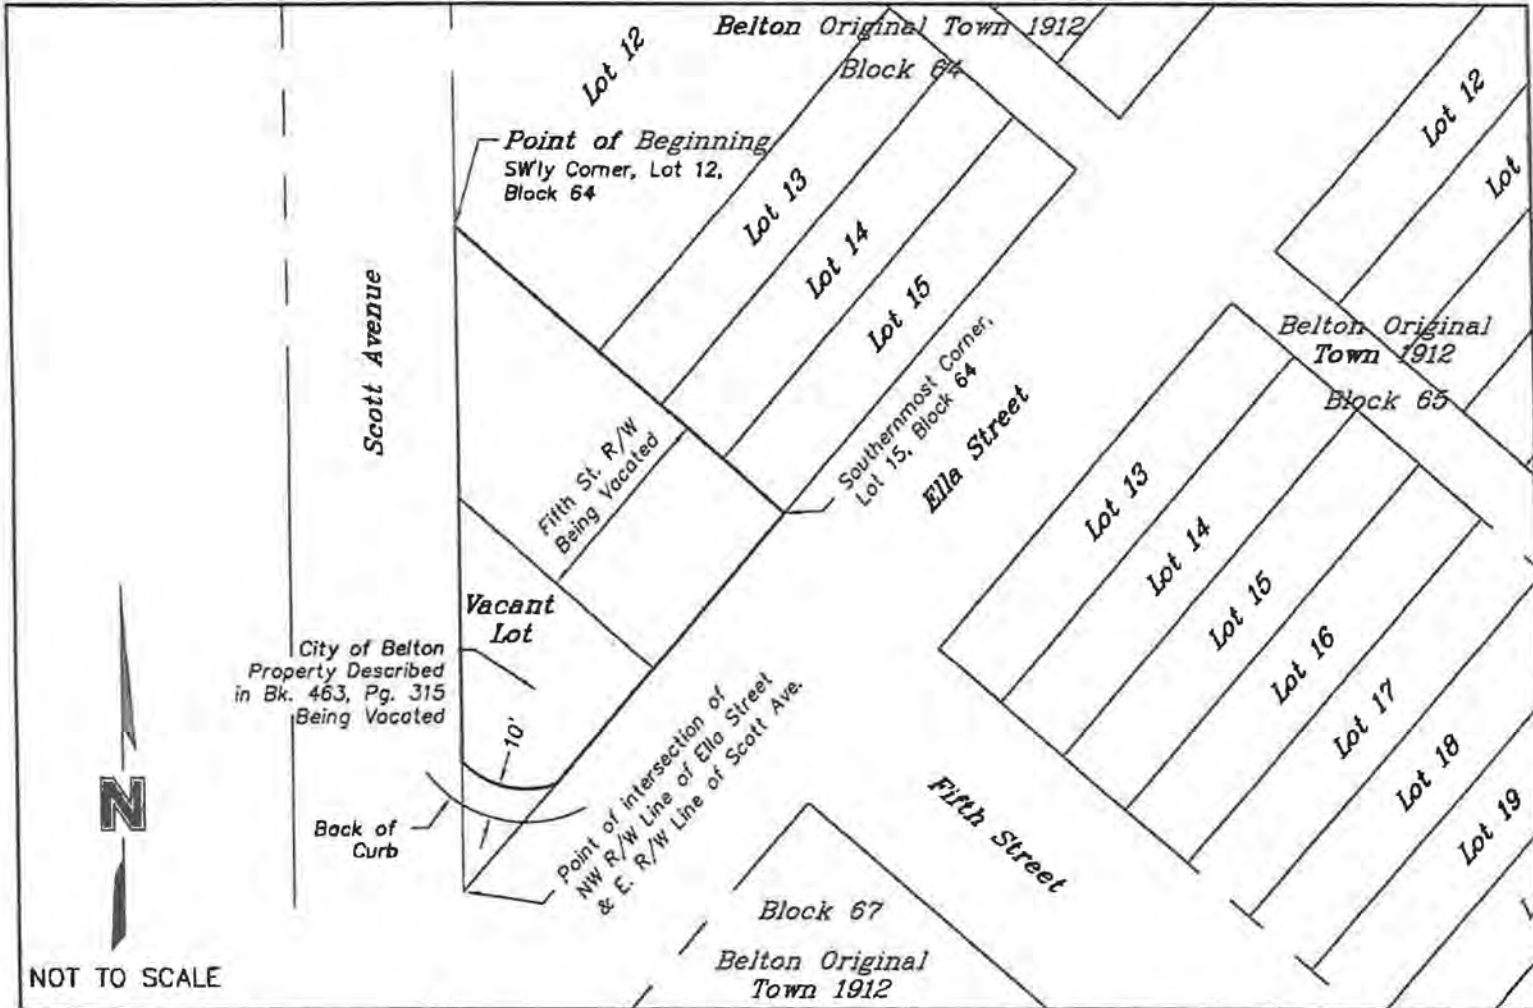 Belton Original Town 1912
Block 64
Lot 12
Point of Beginning
SW'ly Corner, Lot 12,
Block 64
Lot 13
Lot 14
Lot 15
Lot 12
Lot
Scott Avenue
Southernmost Corner,
Lot 15, Block 64
Ella Street
Belton Original
Town 1912
Block 65
Fifth St. R/W
Being Vacated
Vacant
Lot
City of Belton
Property Described
in Bk. 463, Pg. 315
Being Vacated
10'
Back of
Curb
Point of intersection of
NW R/W Line of Ella Street
& E. R/W Line of Scott Ave.
Lot 13
Lot 14
Lot 15
Lot 16
Lot 17
Lot 18
Lot 19
L
Fifth Street
Block 67
Belton Original
Town 1912
N
NOT TO SCALE